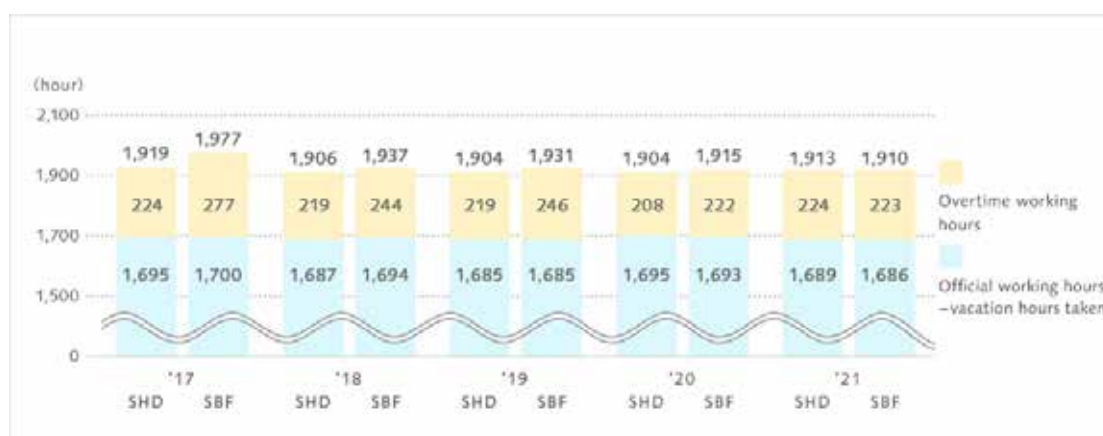 (hour)
2,100
1,919 1,977 1,906 1,937 1,904 1,931 1,904 1,915 1,913 1,910
1,900
224 277 219 244 219 246 208 222 224 223
Overtime working
hours
1,700
1,695 1,700 1,687 1,694 1,685 1,685 1,695 1,693 1,689 1,686
Official working hours
–vacation hours taken
1,500
0
'17 '18 '19 '20 '21
SHD SBF SHD SBF SHD SBF SHD SBF SHD SBF